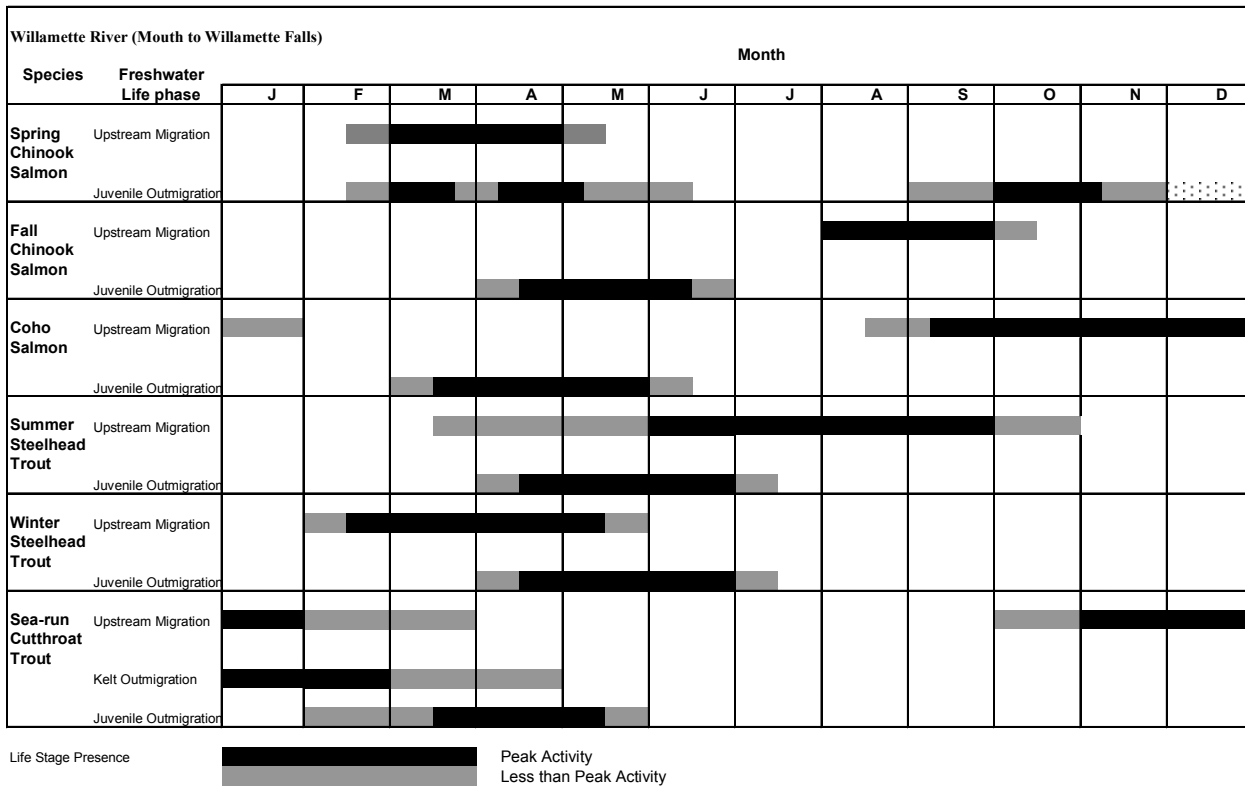 Willamette River (Mouth to Willamette Falls)
Month
Species Freshwater
Life phase J F M A M J J A S O N D
Spring
Chinook
Salmon
Upstream Migration
Juvenile Outmigration
Fall
Chinook
Salmon
Upstream Migration
Juvenile Outmigration
Coho
Salmon
Upstream Migration
Juvenile Outmigration
Summer
Steelhead
Trout
Upstream Migration
Juvenile Outmigration
Winter
Steelhead
Trout
Upstream Migration
Juvenile Outmigration
Sea-run
Cutthroat
Trout
Upstream Migration
Kelt Outmigration
Juvenile Outmigration
Life Stage Presence
Peak Activity
Less than Peak Activity